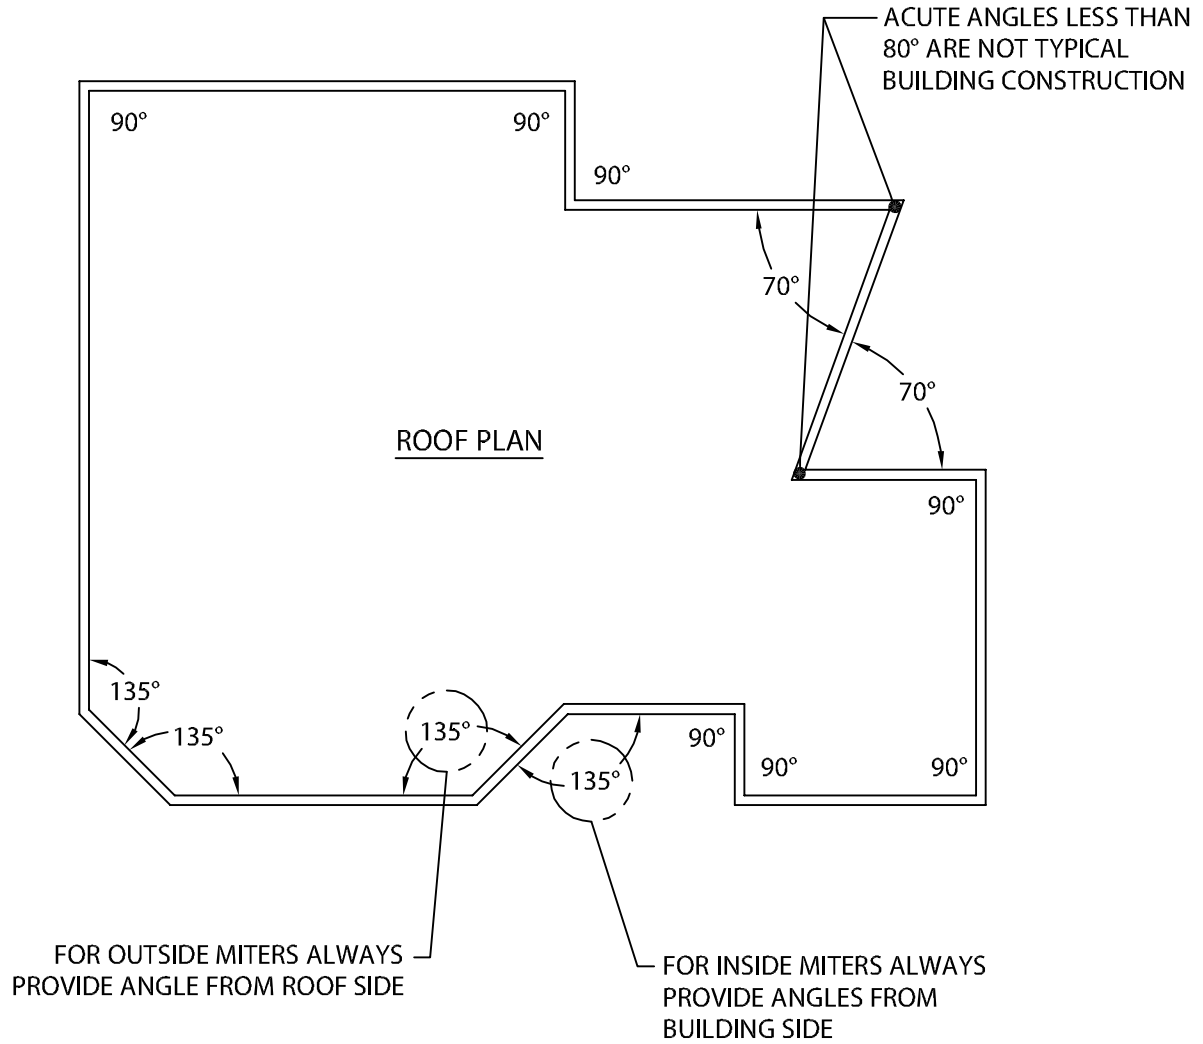 ACUTE ANGLES LESS THAN
80° ARE NOT TYPICAL
BUILDING CONSTRUCTION
90°
90°
90°
70°
70°
ROOF PLAN
90°
135°
135°
135°
90°
135°
90°
90°
FOR OUTSIDE MITERS ALWAYS
PROVIDE ANGLE FROM ROOF SIDE
FOR INSIDE MITERS ALWAYS
PROVIDE ANGLES FROM
BUILDING SIDE